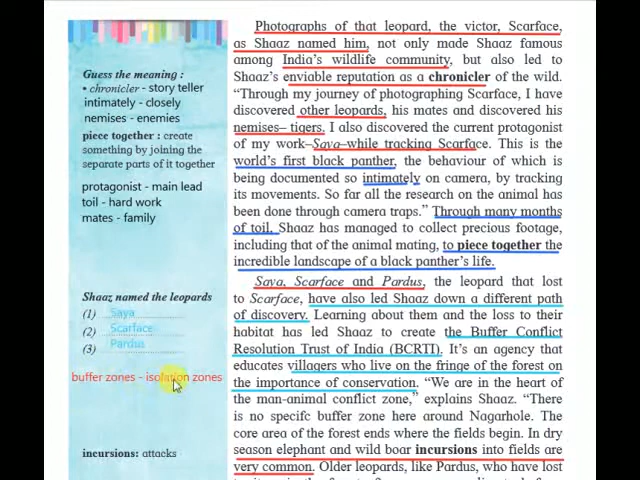 Guess the meaning :
• chronicler - story teller
intimately - closely
nemises - enemies
piece together : create
something by joining the
separate parts of it together
protagonist - main lead
toil - hard work
mates - family
Shaaz named the leopards
(1) Saya
(2) Scarface
(3) Pardus
buffer zones - isolation zones
incursions: attacks
Photographs of that leopard, the victor, Scarface,
as Shaaz named him, not only made Shaaz famous
among India's wildlife community, but also led to
Shaaz's enviable reputation as a chronicler of the wild.
"Through my journey of photographing Scarface, I have
discovered other leopards, his mates and discovered his
nemises– tigers. I also discovered the current protagonist
of my work–Saya–while tracking Scarface. This is the
world's first black panther, the behaviour of which is
being documented so intimately on camera, by tracking
its movements. So far all the research on the animal has
been done through camera traps." Through many months
of toil, Shaaz has managed to collect precious footage,
including that of the animal mating, to piece together the
incredible landscape of a black panther's life.
Saya, Scarface and Pardus, the leopard that lost
to Scarface, have also led Shaaz down a different path
of discovery. Learning about them and the loss to their
habitat has led Shaaz to create the Buffer Conflict
Resolution Trust of India (BCRTI). It's an agency that
educates villagers who live on the fringe of the forest on
the importance of conservation. "We are in the heart of
the man-animal conflict zone," explains Shaaz. "There
is no specifc buffer zone here around Nagarhole. The
core area of the forest ends where the fields begin. In dry
season elephant and wild boar incursions into fields are
very common. Older leopards, like Pardus, who have lost